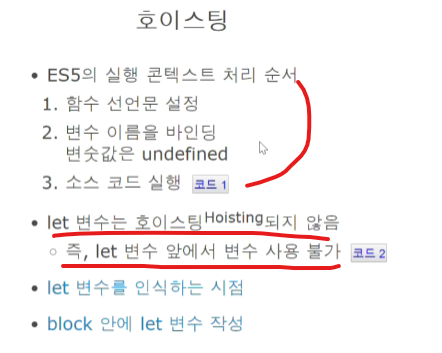 호이스팅
• ES5의 실행 콘텍스트 처리 순서
1. 함수 선언문 설정
2. 변수 이름을 바인딩
변숫값은 undefined
3. 소스 코드 실행 코드 1
• let 변수는 호이스팅Hoisting되지 않음
○ 즉, let 변수 앞에서 변수 사용 불가 코드 2
• let 변수를 인식하는 시점
• block 안에 let 변수 작성